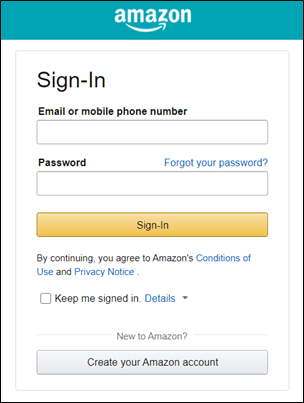 amazon
Sign-In
Email or mobile phone number
Password Forgot your password?
Sign-In
By continuing, you agree to Amazon's Conditions of
Use and Privacy Notice .
Keep me signed in. Details
New to Amazon?
Create your Amazon account